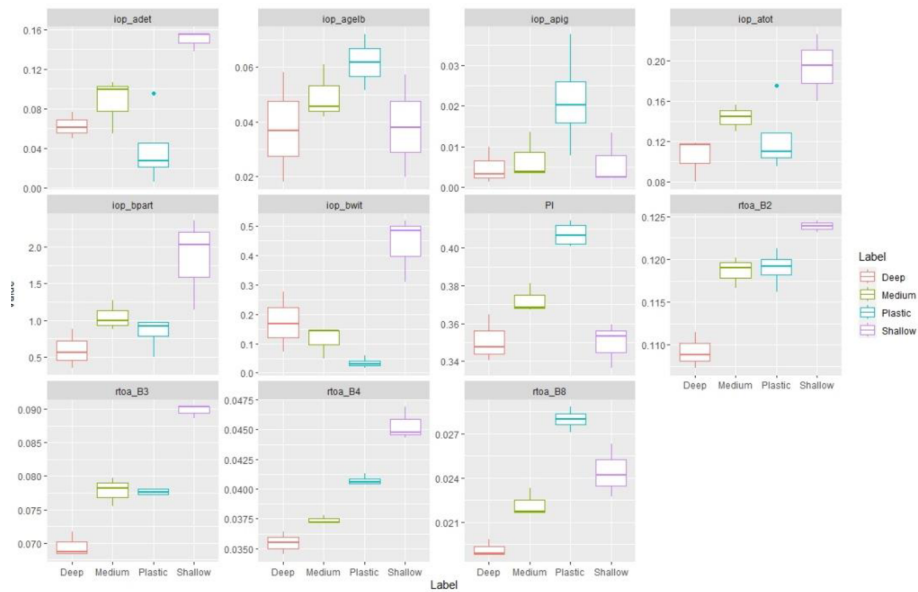 iop_adet iop_agelb iop_apig iop_atot
0.16 0.12 0.08 0.04 0.00
0.06 0.04 0.02
0.03 0.02 0.01 0.00
0.20 0.16 0.12 0.08
iop_bpart iop_bwit PI rtoa_B2
2.0 1.5 1.0 0.5
0.5 0.4 0.3 0.2 0.1 0.0
0.40 0.38 0.36 0.34
0.125 0.120 0.115 0.110
Deep Medium Plastic Shallow
rtoa_B3 rtoa_B4 rtoa_B8
0.090 0.085 0.080 0.075 0.070
0.0475 0.0450 0.0425 0.0400 0.0375 0.0350
0.027 0.024 0.021
Deep Medium Plastic Shallow
Deep Medium Plastic Shallow
Deep Medium Plastic Shallow
Label
Label
Deep
Medium
Plastic
Shallow